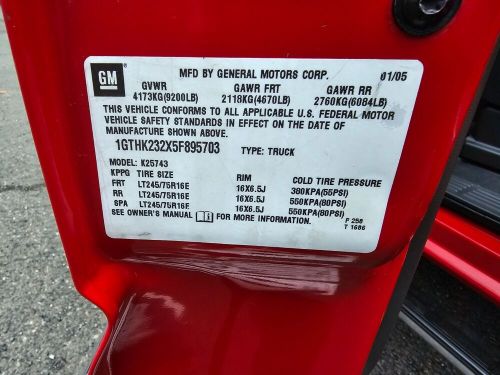 GM
MFD BY GENERAL MOTORS CORP. 01/05
GVWR GAWR FRT GAWR RR
4173KG(9200LB) 2118KG(4670LB) 2760KG(6084LB)
THIS VEHICLE CONFORMS TO ALL APPLICABLE U.S. FEDERAL MOTOR
VEHICLE SAFETY STANDARDS IN EFFECT ON THE DATE OF
MANUFACTURE SHOWN ABOVE.
1GTHK232X5F895703 TYPE: TRUCK
MODEL: K25743
KPPG TIRE SIZE RIM COLD TIRE PRESSURE
FRT LT245/75R16E 16X6.5J 380KPA(55PSI)
RR LT245/75R16E 16X6.5J 550KPA(80PSI)
SPA LT245/75R16E 16X6.5J 550KPA(80PSI)
SEE OWNER'S MANUAL FOR MORE INFORMATION.
P 258
T 1686